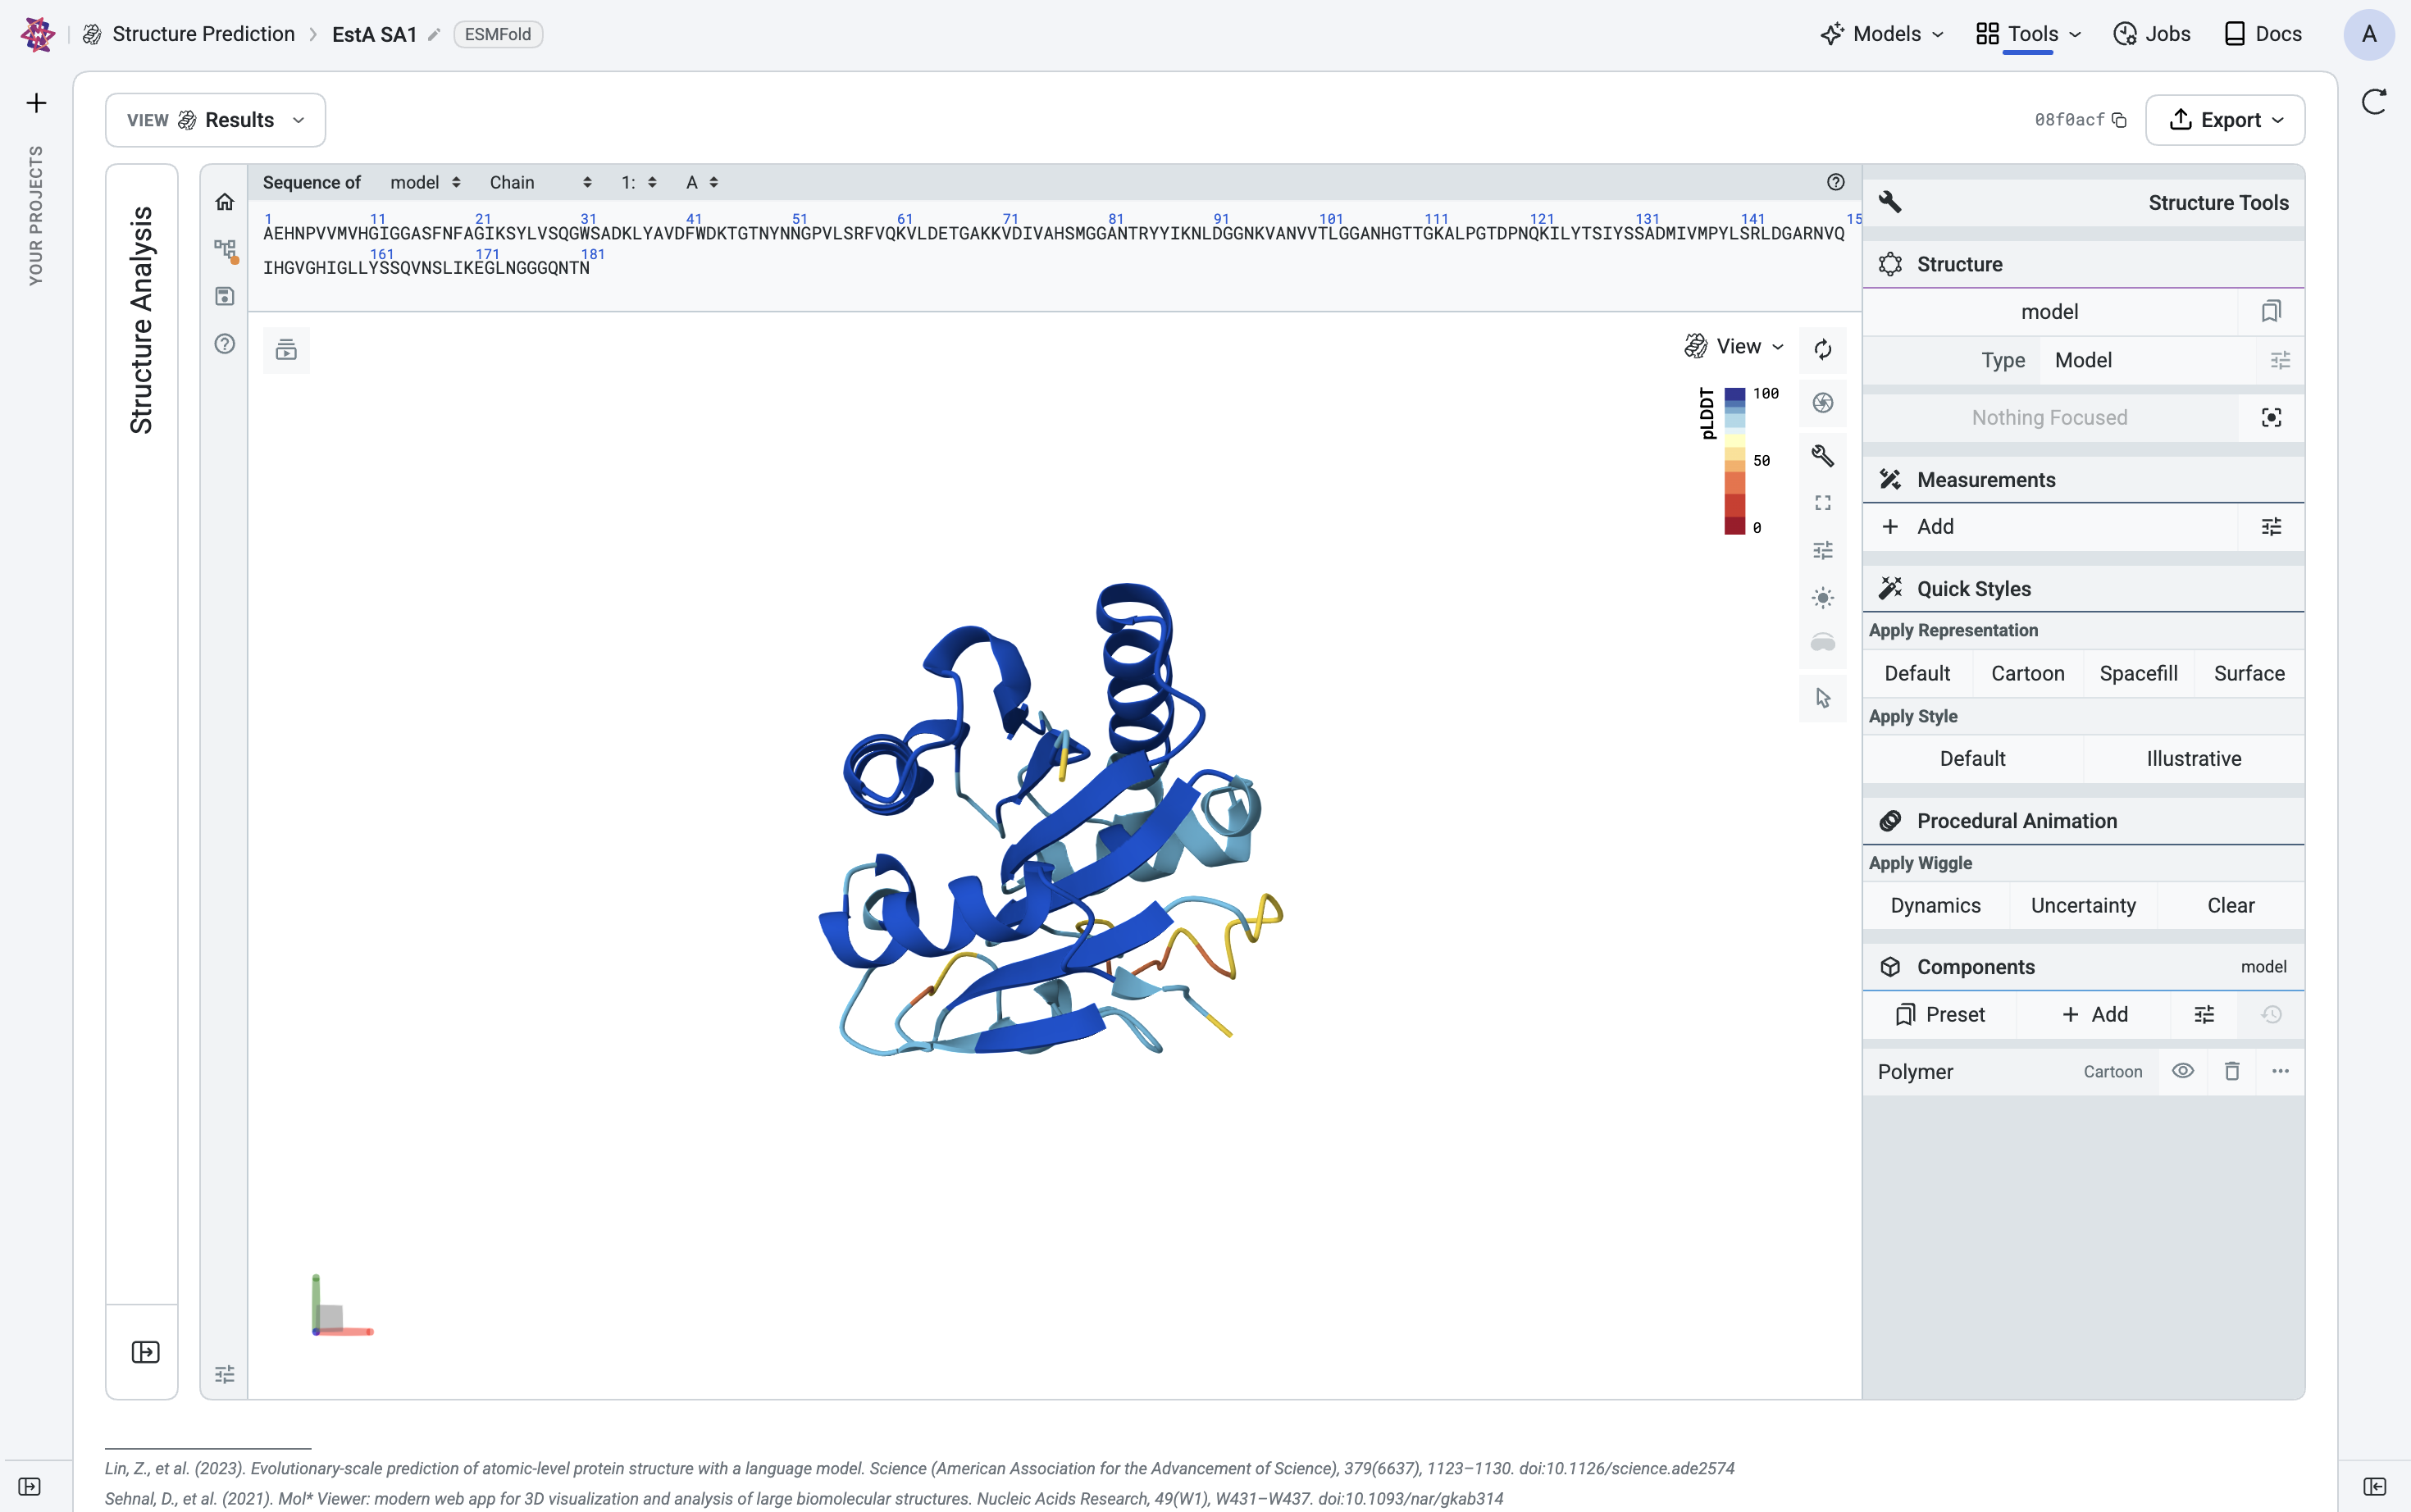 Structure Prediction > EstA SA1 ESMFold
Models Tools Jobs Docs A
YOUR PROJECTS
VIEW Results
08f0acf Export
Structure Analysis
Sequence of model Chain 1: A
1 11 21 31 41 51 61 71 81 91 101 111 121 131 141 15
AEHNPVVMVHGIGGASFNFAGIKSYLVSQGWSADKLYAVDFWDKTGTNYNNGPVLSRFVQKVLDETGAKKVDIVAHSMGGANTRYYIKNLDGGNKVANVVTLGGANHGTTGKALPGTDPNQKILYTSIYSSADMIVMPYLSRLDGARNVQ
161 171 181
IHGVGHIGLLYSSQVNSLIKEGLNGGGQNTN
View
pLDDT
100
50
0
Structure Tools
Structure
model
Type Model
Nothing Focused
Measurements
+ Add
Quick Styles
Apply Representation
Default Cartoon Spacefill Surface
Apply Style
Default Illustrative
Procedural Animation
Apply Wiggle
Dynamics Uncertainty Clear
Components model
Preset + Add
Polymer Cartoon
Lin, Z., et al. (2023). Evolutionary-scale prediction of atomic-level protein structure with a language model. Science (American Association for the Advancement of Science), 379(6637), 1123–1130. doi:10.1126/science.ade2574
Sehnal, D., et al. (2021). Mol* Viewer: modern web app for 3D visualization and analysis of large biomolecular structures. Nucleic Acids Research, 49(W1), W431–W437. doi:10.1093/nar/gkab314